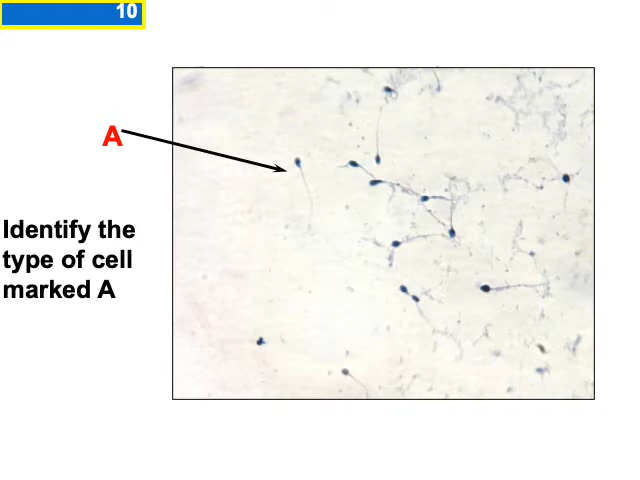 10
A
Identify the
type of cell
marked A